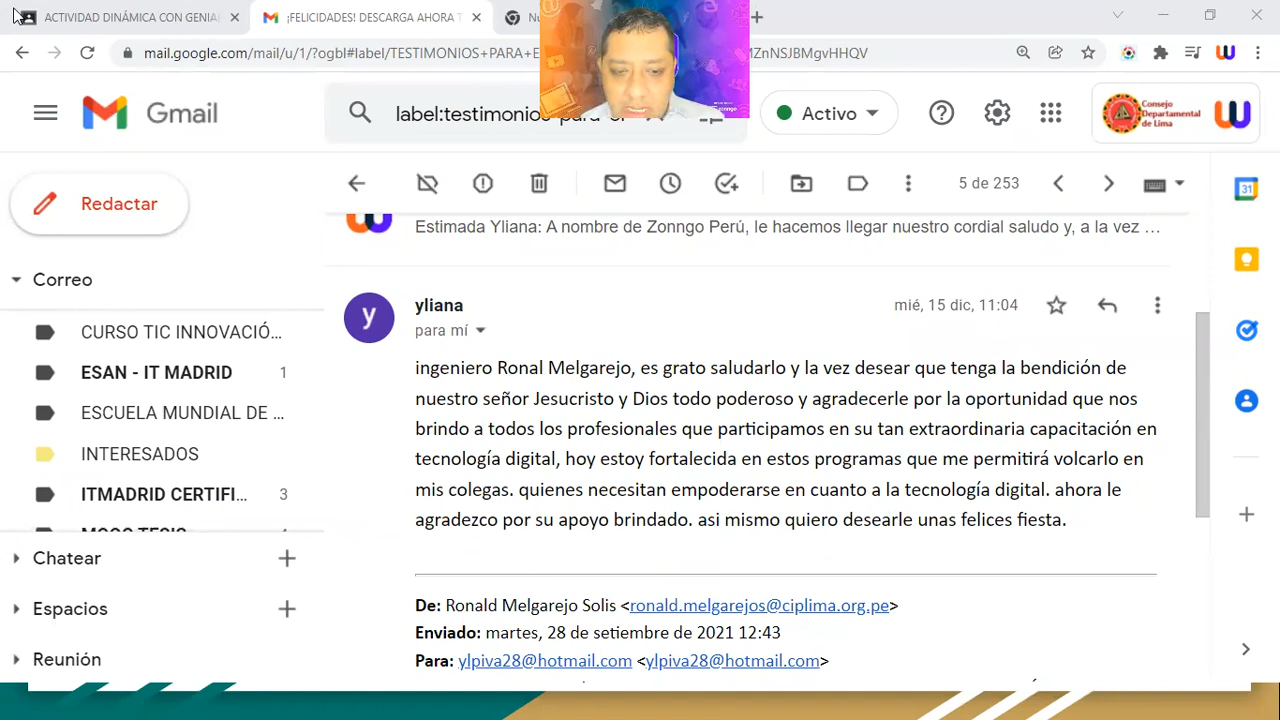 ACTIVIDAD DINÁMICA CON GENIA
¡FELICIDADES! DESCARGA AHORA T
mail.google.com/mail/u/1/?ogbl#label/TESTIMONIOS+PARA+E
MZnNSJBMgvHHQV
Gmail
label:testimonios
Activo
Consejo
Departamental
de Lima
Redactar
5 de 253
Correo
CURSO TIC INNOVACIÓ...
ESAN - IT MADRID 1
ESCUELA MUNDIAL DE ...
INTERESADOS
ITMADRID CERTIFI... 3
Chatear
Espacios
Reunión
Estimada Yliana: A nombre de Zonngo Perú, le hacemos llegar nuestro cordial saludo y, a la vez …
y
yliana
mié, 15 dic, 11:04
para mí
ingeniero Ronal Melgarejo, es grato saludarlo y la vez desear que tenga la bendición de
nuestro señor Jesucristo y Dios todo poderoso y agradecerle por la oportunidad que nos
brindo a todos los profesionales que participamos en su tan extraordinaria capacitación en
tecnología digital, hoy estoy fortalecida en estos programas que me permitirá volcarlo en
mis colegas. quienes necesitan empoderarse en cuanto a la tecnología digital. ahora le
agradezco por su apoyo brindado. asi mismo quiero desearle unas felices fiesta.
De: Ronald Melgarejo Solis <ronald.melgarejos@ciplima.org.pe>
Enviado: martes, 28 de setiembre de 2021 12:43
Para: ylpiva28@hotmail.com <ylpiva28@hotmail.com>
31